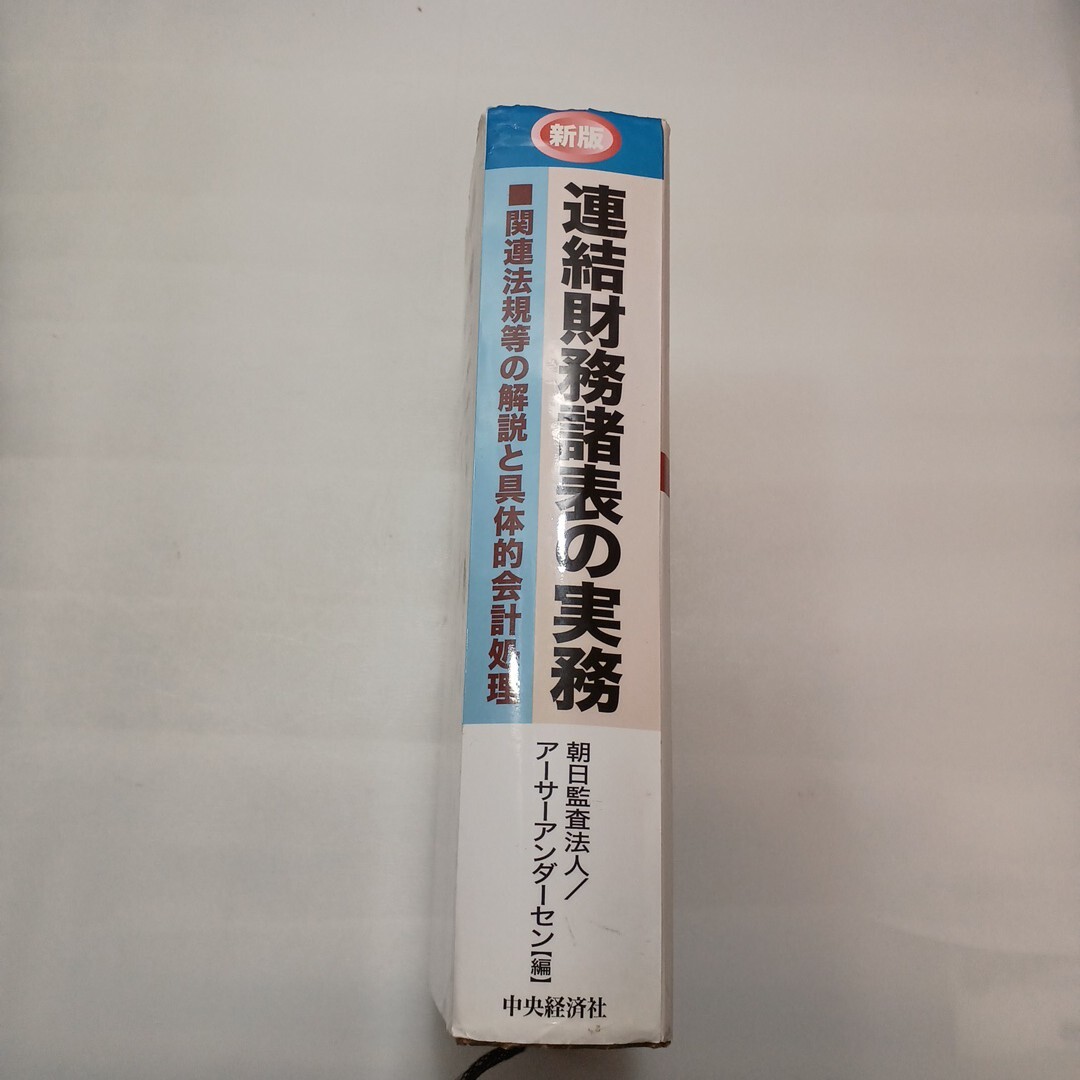 新版
連結財務諸表の実務
■関連法規等の解説と具体的会計処理
朝日監査法人/
アーサーアンダーセン【編】
中央経済社